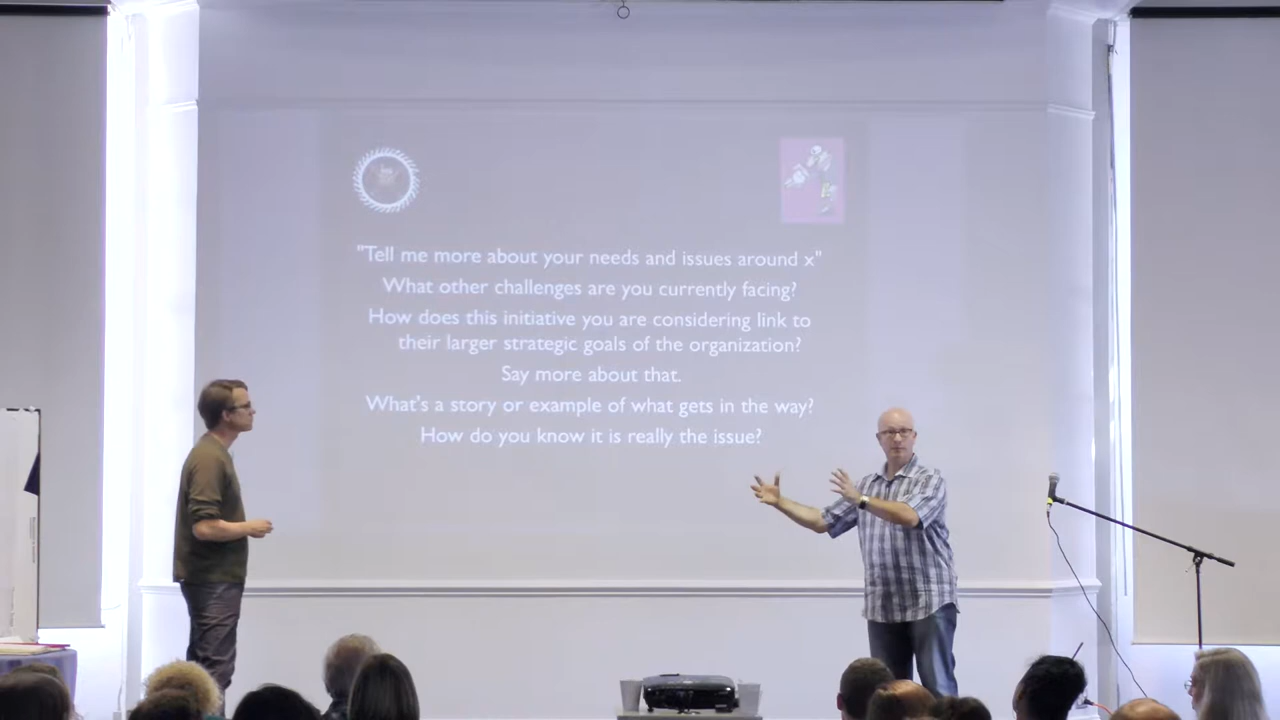 "Tell me more about your needs and issues around x"
What other challenges are you currently facing?
How does this initiative you are considering link to
their larger strategic goals of the organization?
Say more about that.
What's a story or example of what gets in the way?
How do you know it is really the issue?